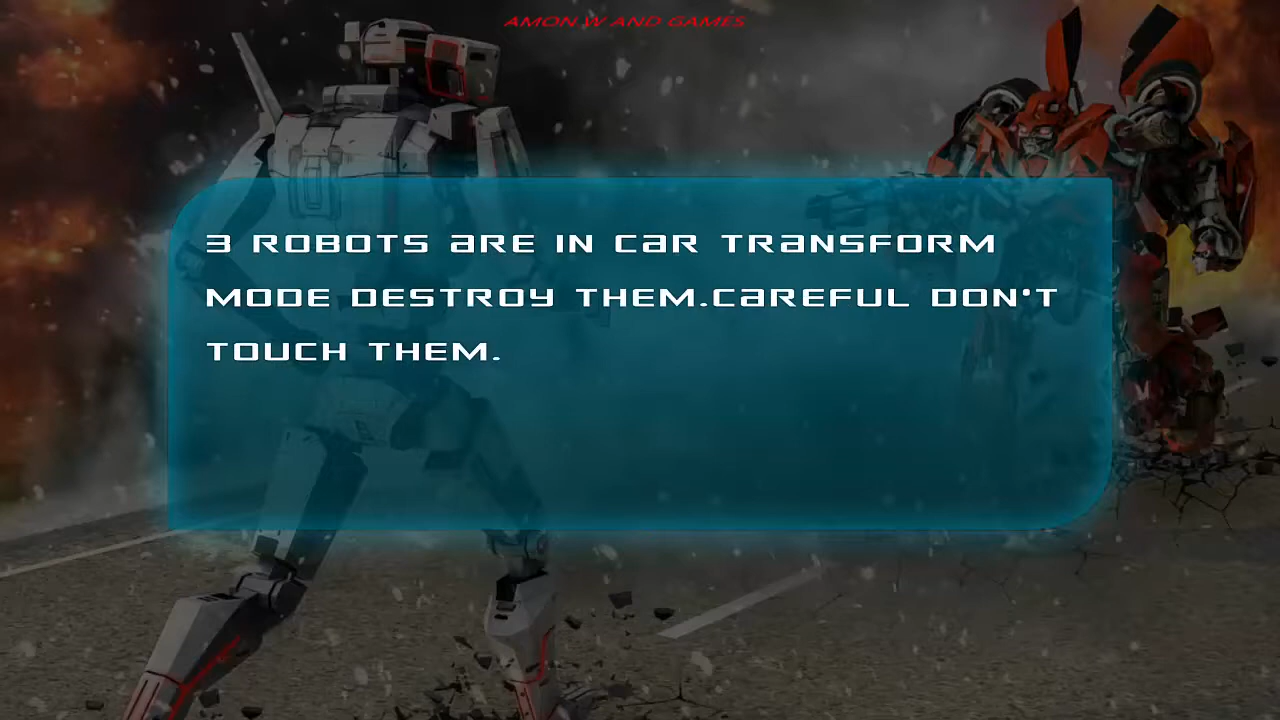 AMON W AND GAMES
3 ROBOTS ARE IN CAR TRANSFORM
MODE DESTROY THEM.CAREFUL DON'T
TOUCH THEM.